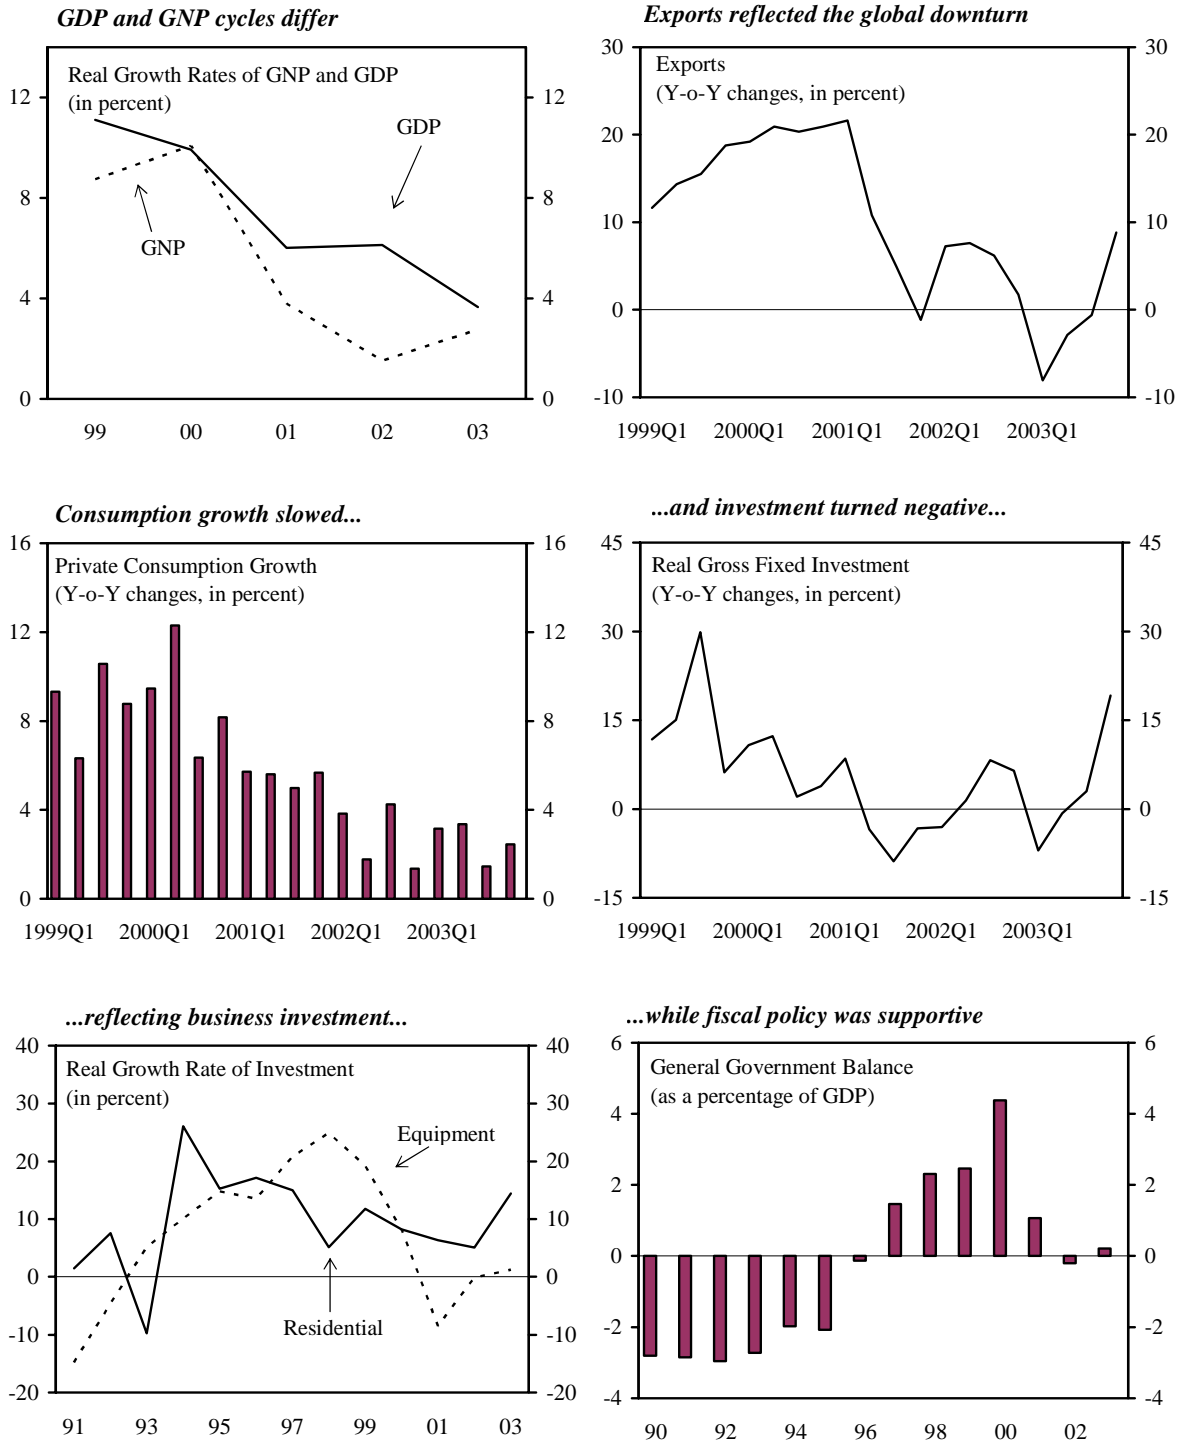 GDP and GNP cycles differ
Real Growth Rates of GNP and GDP
(in percent)
GDP
GNP
12
8
4
0
12
8
4
0
99 00 01 02 03
Exports reflected the global downturn
Exports
(Y-o-Y changes, in percent)
30
20
10
0
-10
30
20
10
0
-10
1999Q1 2000Q1 2001Q1 2002Q1 2003Q1
Consumption growth slowed...
Private Consumption Growth
(Y-o-Y changes, in percent)
16
12
8
4
0
16
12
8
4
0
1999Q1 2000Q1 2001Q1 2002Q1 2003Q1
...and investment turned negative...
Real Gross Fixed Investment
(Y-o-Y changes, in percent)
45
30
15
0
-15
45
30
15
0
-15
1999Q1 2000Q1 2001Q1 2002Q1 2003Q1
...reflecting business investment...
Real Growth Rate of Investment
(in percent)
Equipment
Residential
40
30
20
10
0
-10
-20
40
30
20
10
0
-10
-20
91 93 95 97 99 01 03
...while fiscal policy was supportive
General Government Balance
(as a percentage of GDP)
6
4
2
0
-2
-4
6
4
2
0
-2
-4
90 92 94 96 98 00 02